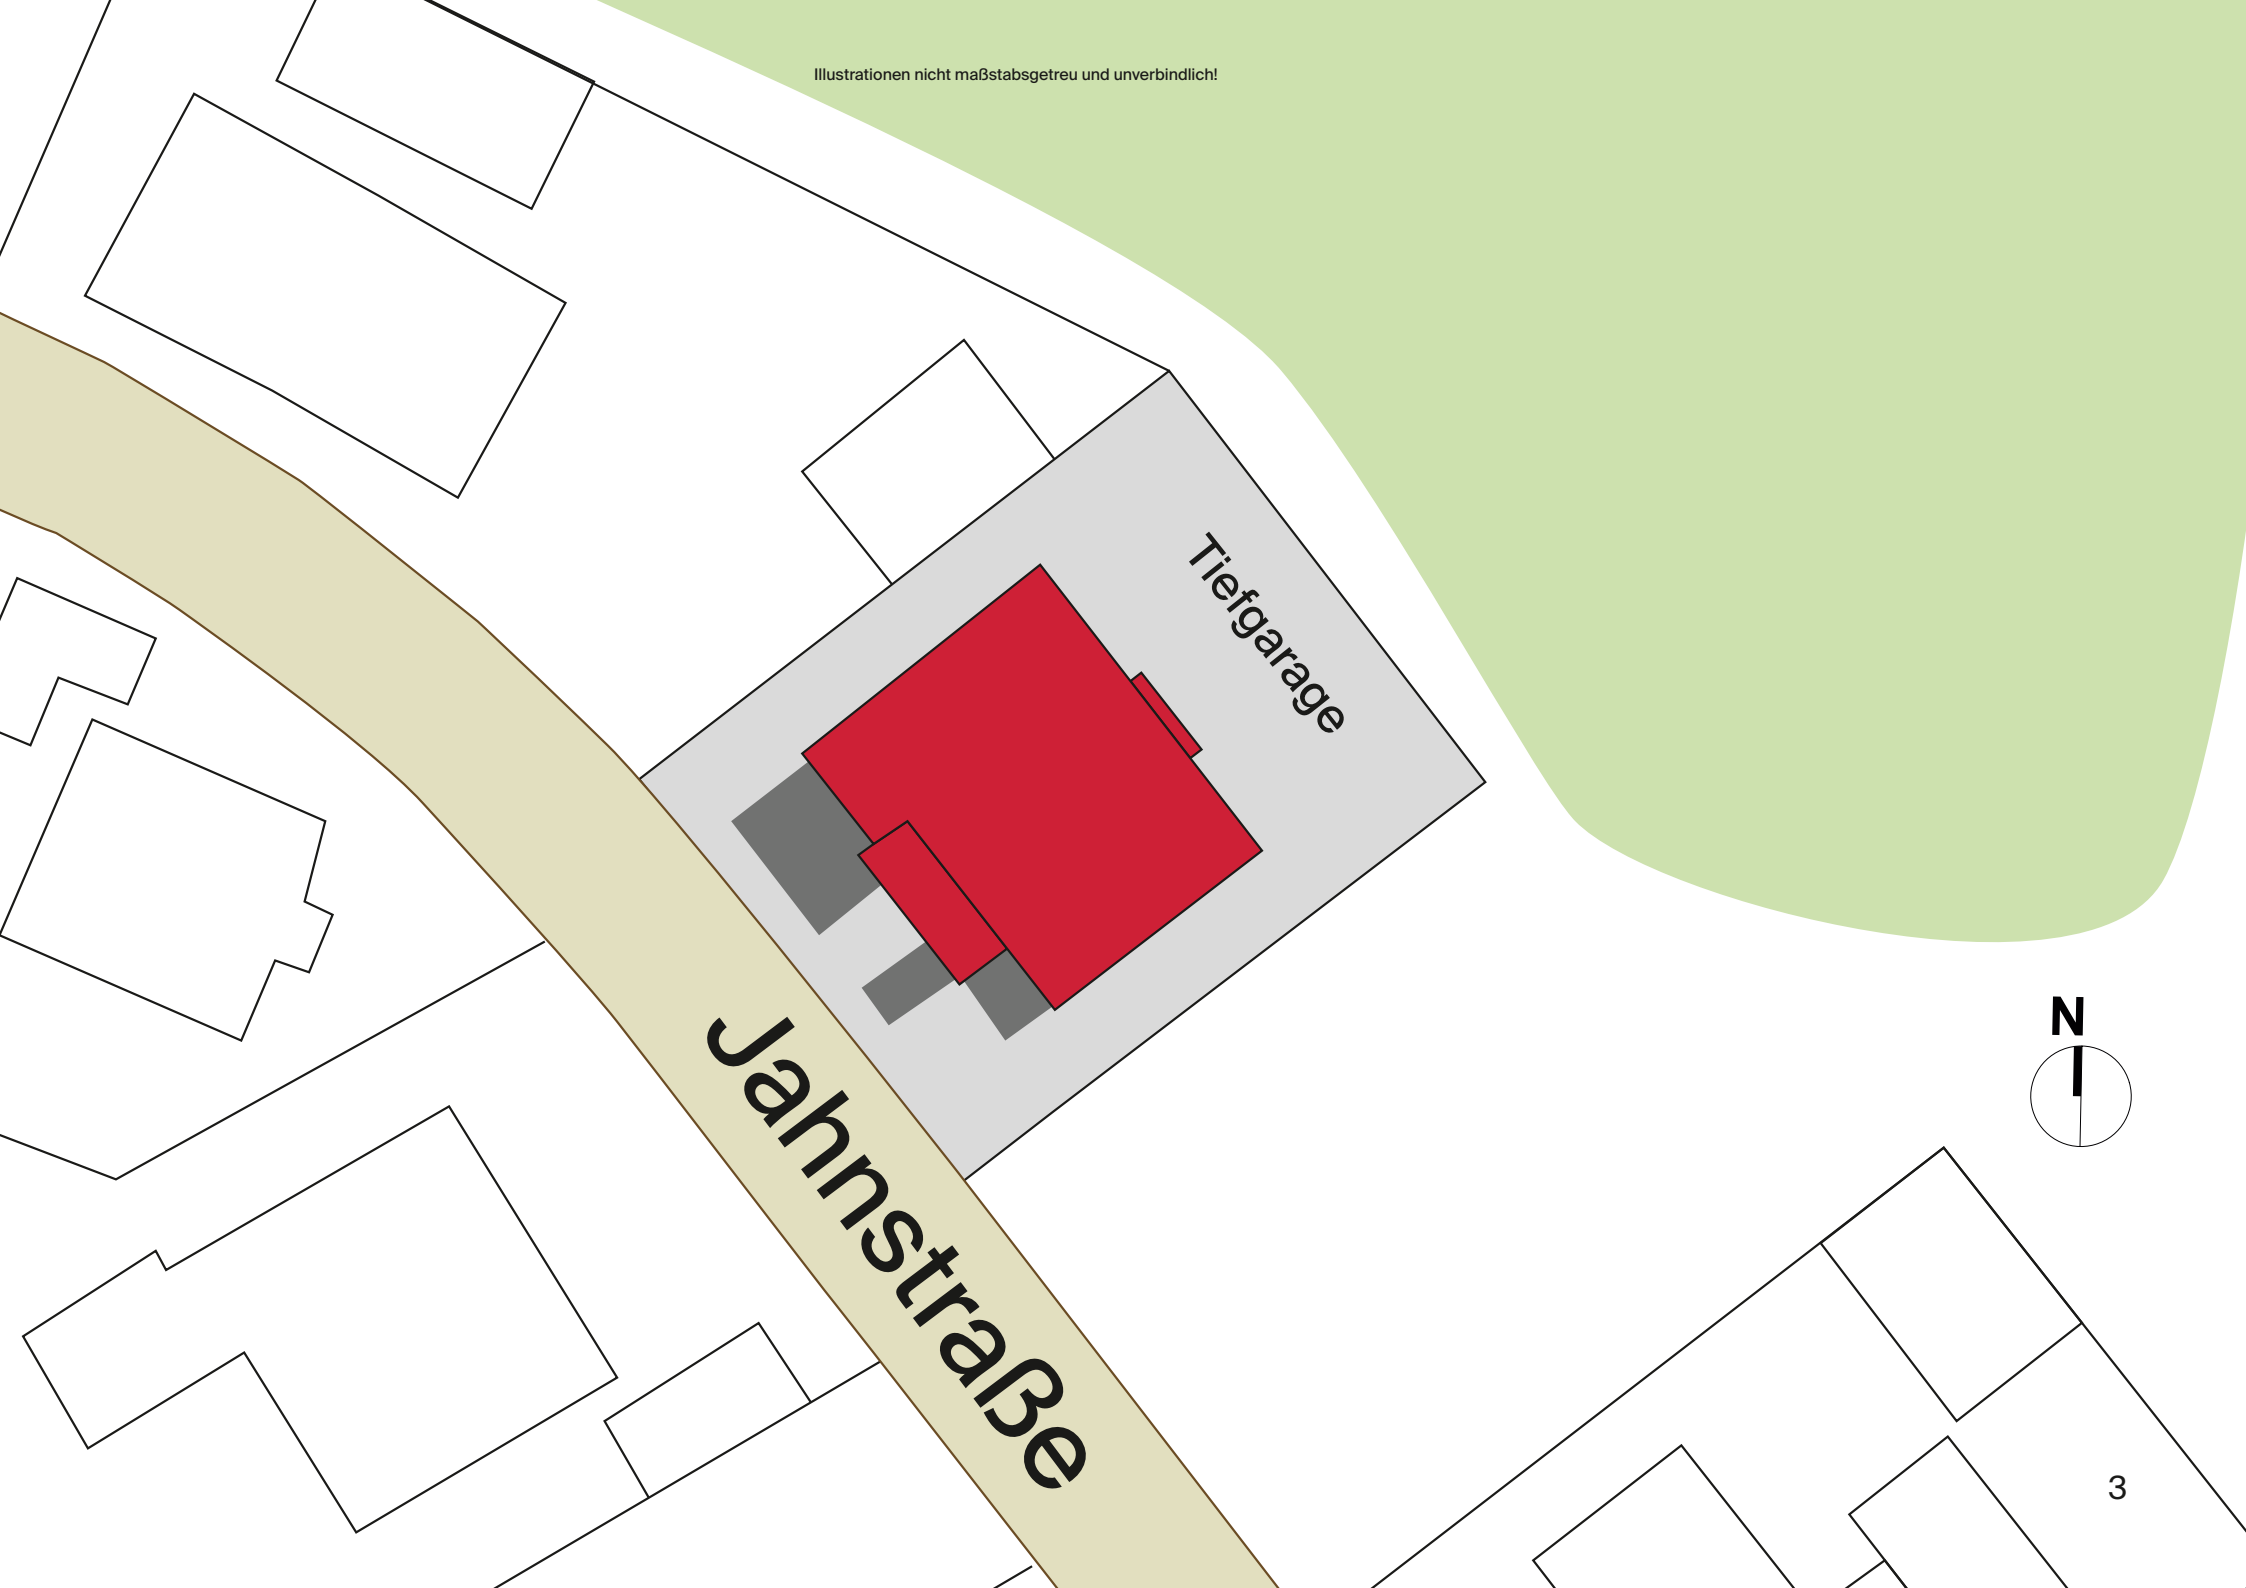 Illustrationen nicht maßstabsgetreu und unverbindlich!
Tiefgarage
Jahnstraße
N
3